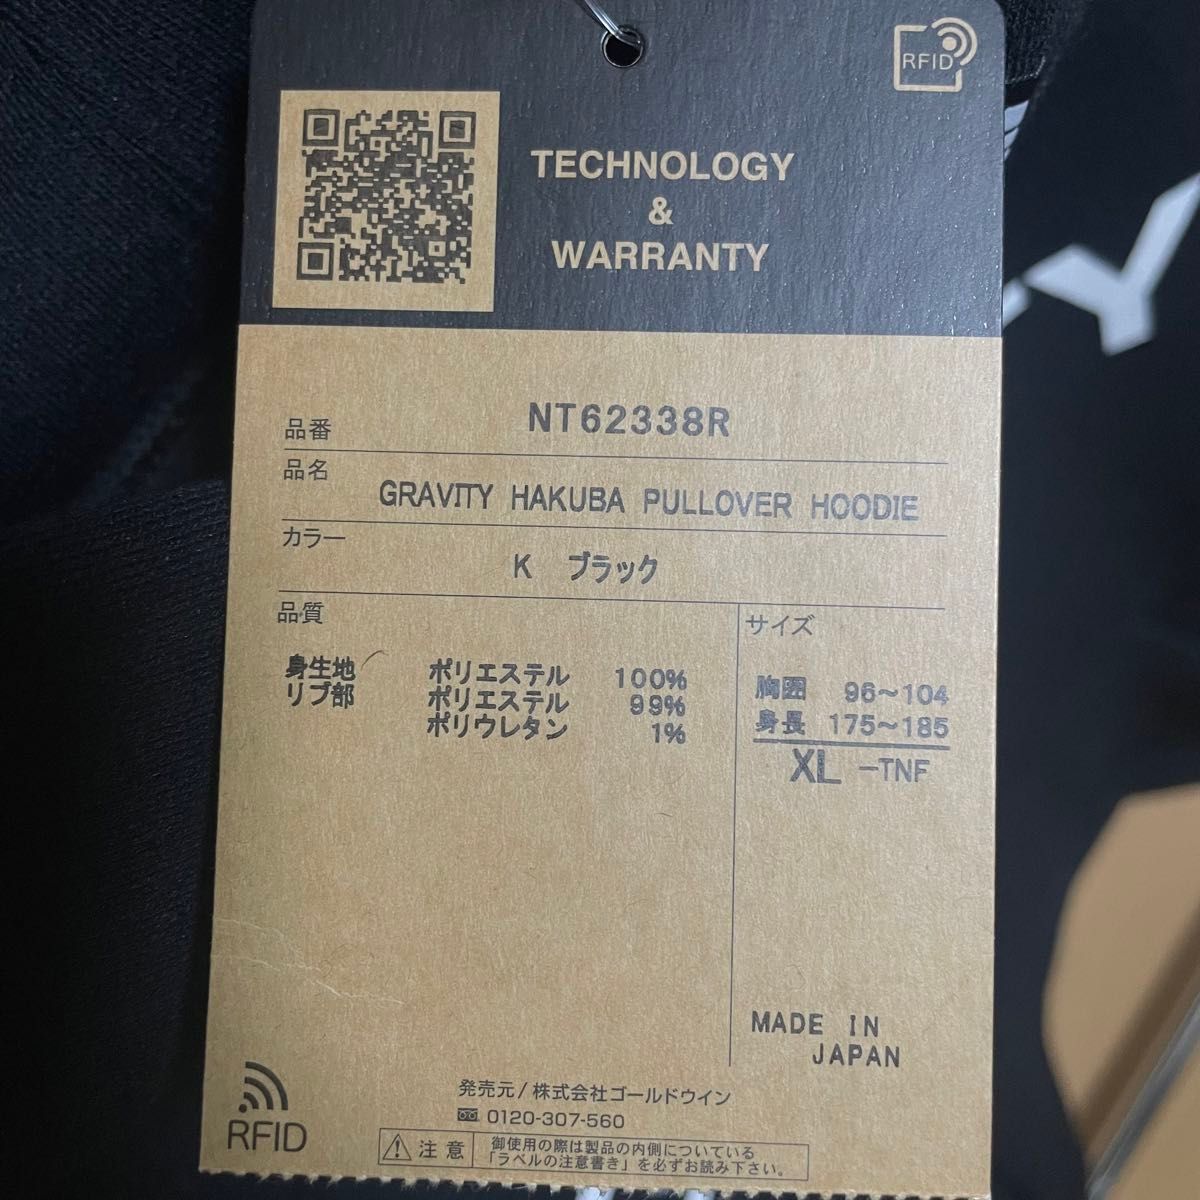 RFID
TECHNOLOGY
&
WARRANTY
品番 NT62338R
品名 GRAVITY HAKUBA PULLOVER HOODIE
カラー K ブラック
品質
身生地 ポリエステル 100%
リブ部 ポリエステル 99%
ポリウレタン 1%
サイズ
胸囲 96~104
身長 175~185
XL -TNF
MADE IN
JAPAN
発売元/株式会社ゴールドウイン
0120-307-560
RFID
注意
御使用の際は製品の内側についている
「ラベルの注意書き」を必ずお読み下さい。
Y